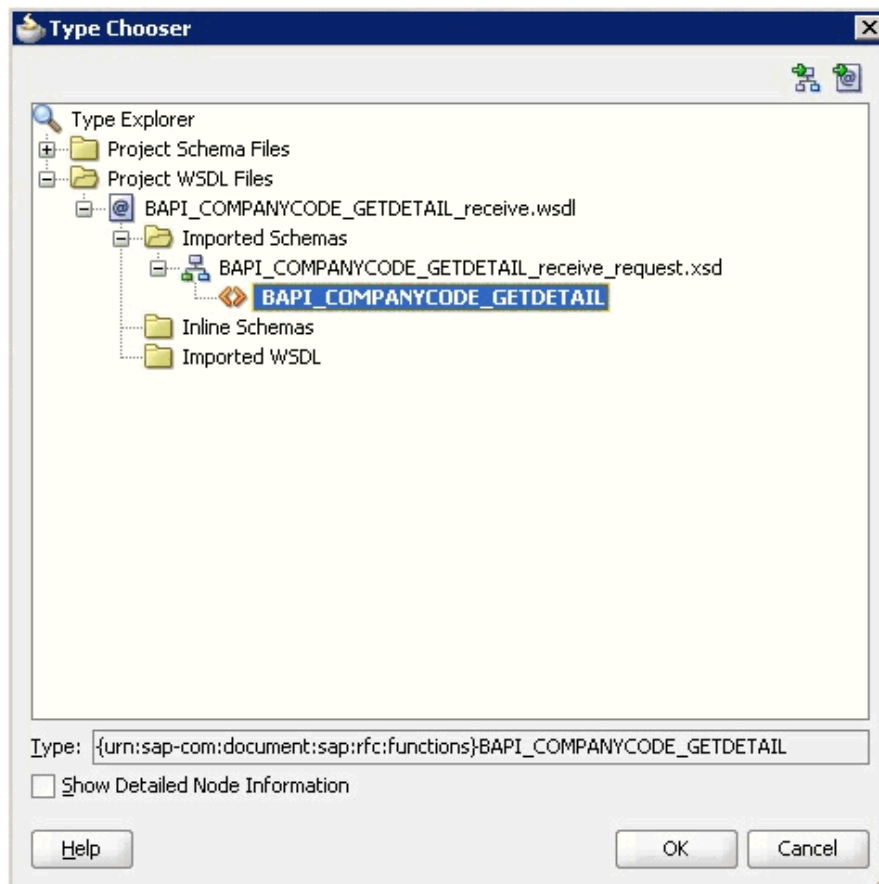 Type Chooser
Type Explorer
Project Schema Files
Project WSDL Files
BAPI_COMPANYCODE_GETDETAIL_receive.wsdl
Imported Schemas
BAPI_COMPANYCODE_GETDETAIL_receive_request.xsd
BAPI_COMPANYCODE_GETDETAIL
Inline Schemas
Imported WSDL
Type: {urn:sap-com:document:sap:rfc:functions}BAPI_COMPANYCODE_GETDETAIL
Show Detailed Node Information
Help OK Cancel